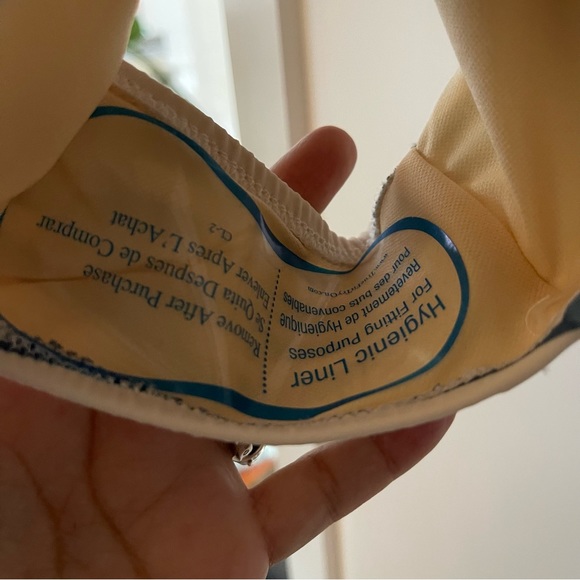 Hygienic Liner
For Fitting Purposes
Revetement de Hygienique
Pour des buts convenables
Remove After Purchase
Se Quita Despues de Comprar
Enlever Apres L'Achat
CL-2